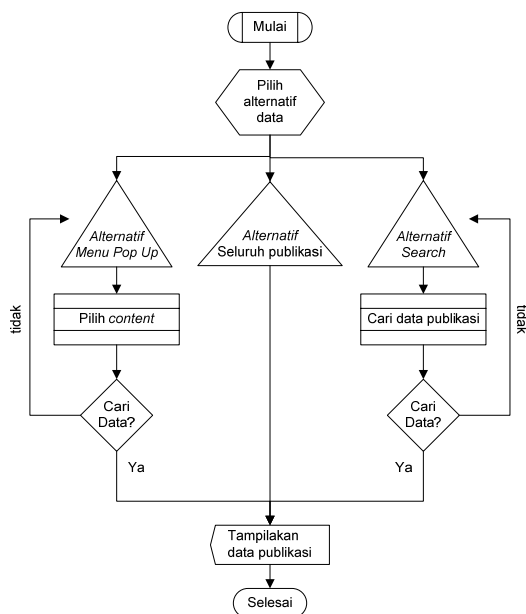 Mulai
Pilih
alternatif
data
Alternatif
Menu Pop Up
Alternatif
Seluruh publikasi
Alternatif
Search
tidak
Pilih content
Cari data publikasi
tidak
Cari
Data?
Cari
Data?
Ya
Ya
Tampilakan
data publikasi
Selesai